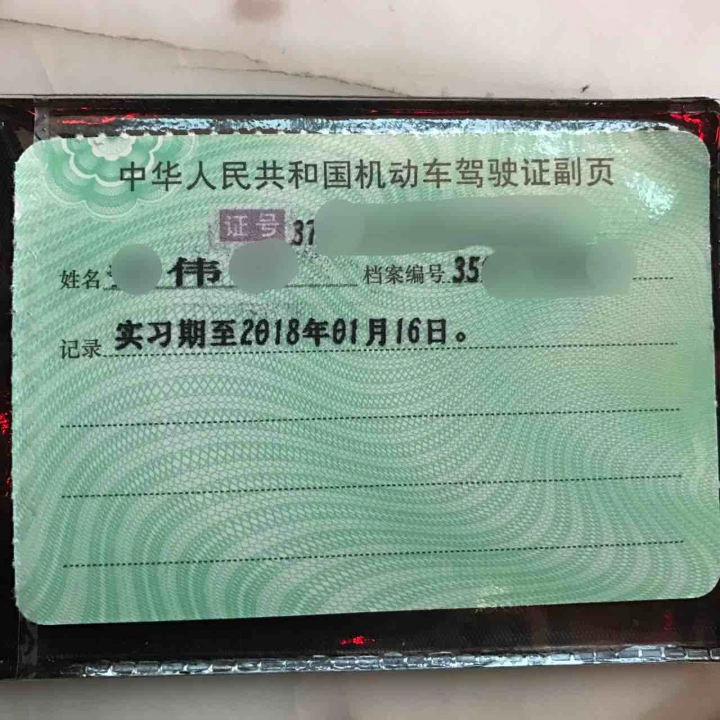 中华人民共和国机动车驾驶证副页
证号 37
姓名 伟 档案编号 35
记录 实习期至2018年01月16日。